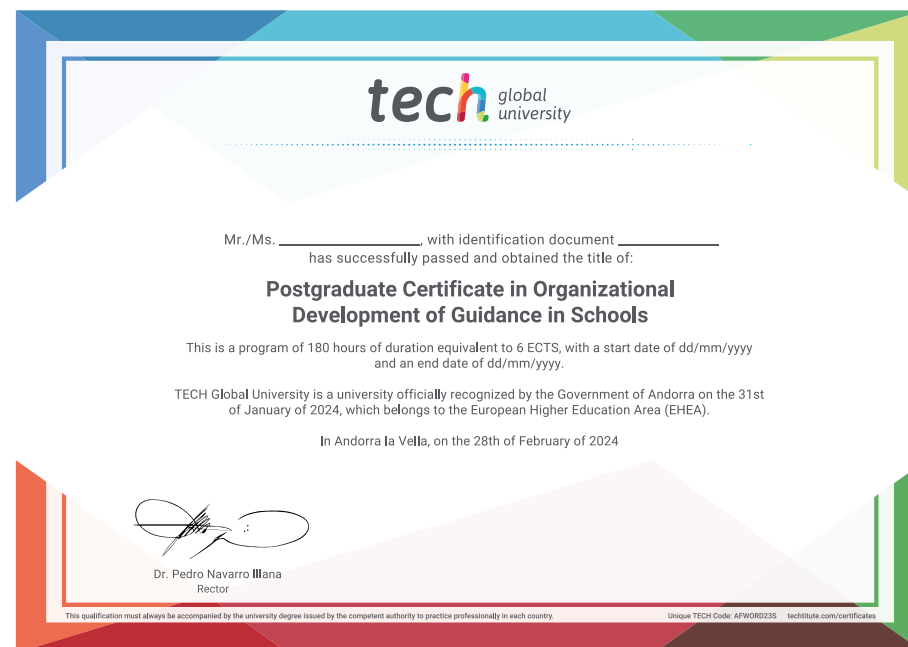 tech global university
Mr./Ms. ____________________, with identification document ______________
has successfully passed and obtained the title of:
Postgraduate Certificate in Organizational
Development of Guidance in Schools
This is a program of 180 hours of duration equivalent to 6 ECTS, with a start date of dd/mm/yyyy
and an end date of dd/mm/yyyy.
TECH Global University is a university officially recognized by the Government of Andorra on the 31st
of January of 2024, which belongs to the European Higher Education Area (EHEA).
In Andorra la Vella, on the 28th of February of 2024
Dr. Pedro Navarro Illana
Rector
This qualification must always be accompanied by the university degree issued by the competent authority to practice professionally in each country. Unique TECH Code: AFWORD23S techtitute.com/certificates